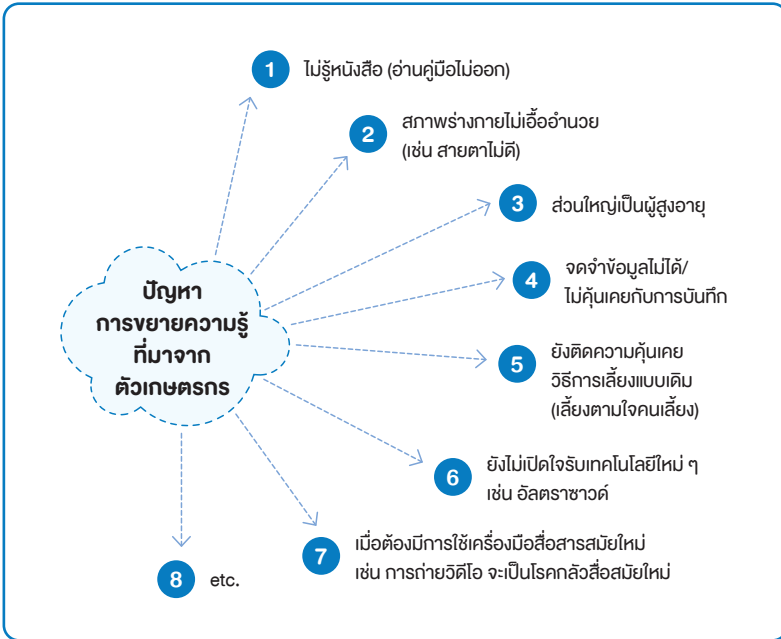 1 ไม่รู้หนังสือ (อ่านคู่มือไม่ออก)
2 สภาพร่างกายไม่เอื้ออำนวย
(เช่น สายตาไม่ดี)
3 ส่วนใหญ่เป็นผู้สูงอายุ
4 จดจำข้อมูลไม่ได้/
ไม่คุ้นเคยกับการบันทึก
ปัญหา
การขยายความรู้
ที่มาจาก
ตัวเกษตรกร
5 ยังติดความคุ้นเคย
วิธีการเลี้ยงแบบเดิม
(เลี้ยงตามใจคนเลี้ยง)
6 ยังไม่เปิดใจรับเทคโนโลยีใหม่ ๆ
เช่น อัลตราซาวด์
7 เมื่อต้องมีการใช้เครื่องมือสื่อสารสมัยใหม่
เช่น การถ่ายวิดีโอ จะเป็นโรคกลัวสื่อสมัยใหม่
8 etc.